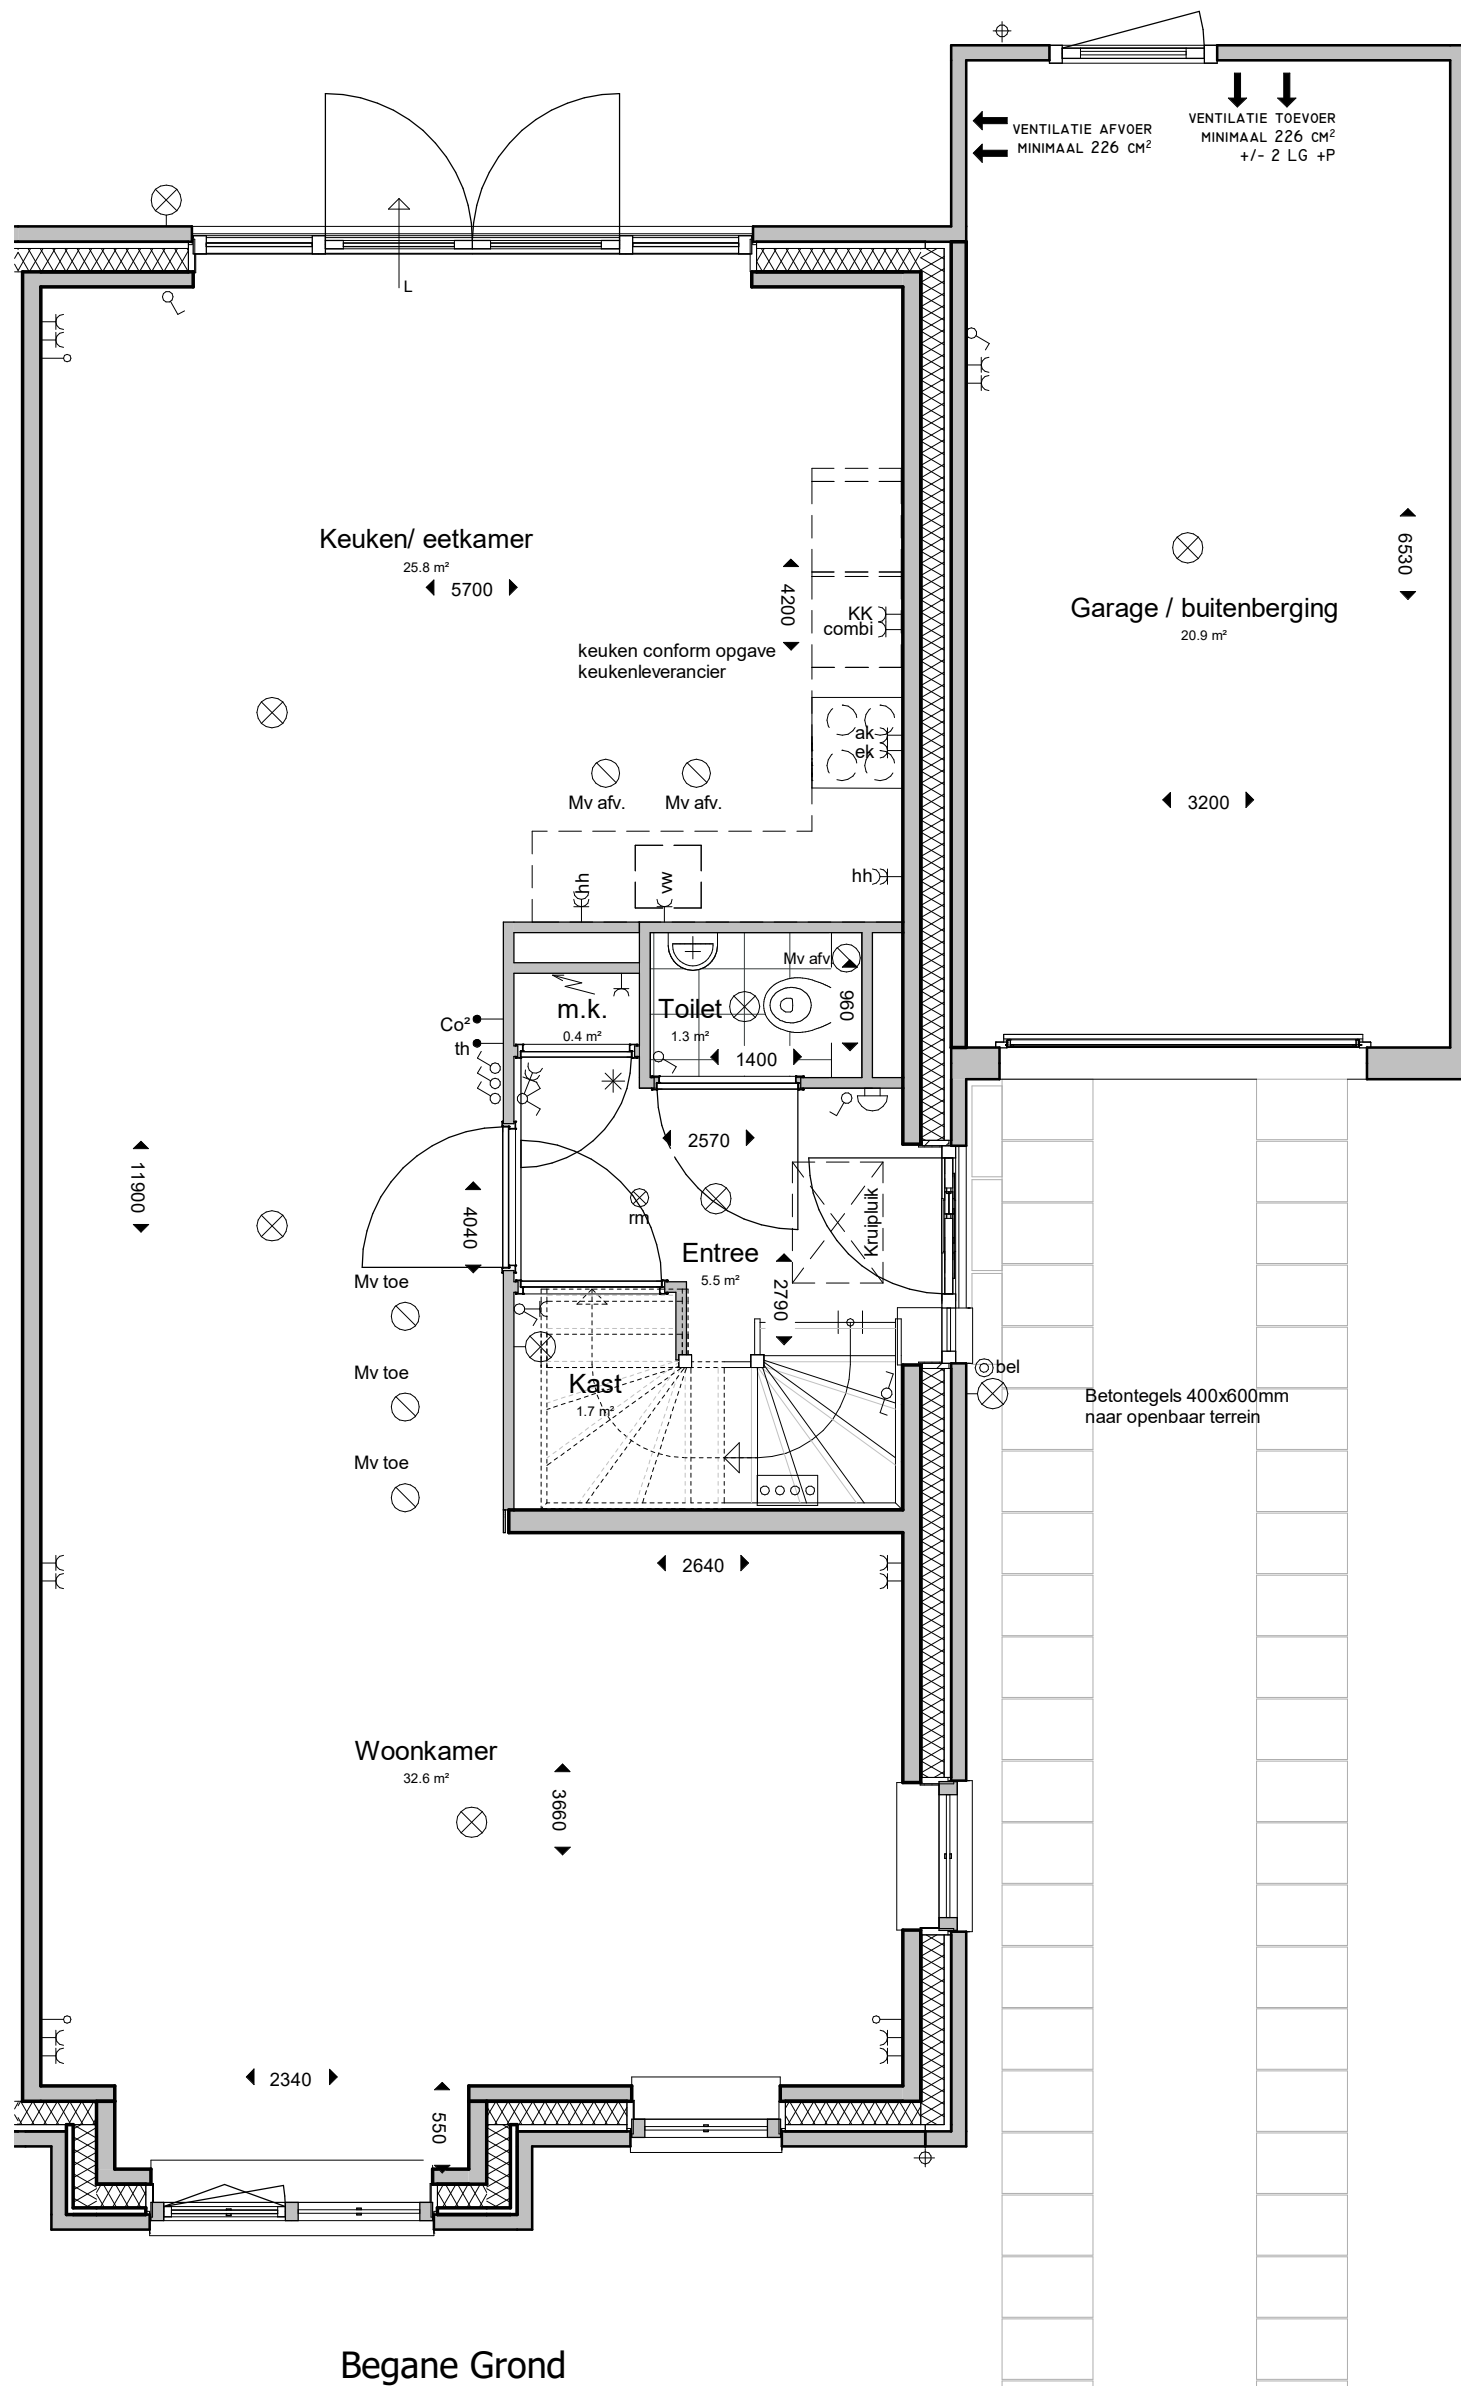 VENTILATIE AFVOER
MINIMAAL 226 CM²
VENTILATIE TOEVOER
MINIMAAL 226 CM²
+/- 2 LG +P
L
Keuken/ eetkamer
25.8 m²
5700
4200
KK
combi
keuken conform opgave
keukenleverancier
6530
Garage / buitenberging
20.9 m²
ak
ek
Mv afv.
Mv afv.
3200
hh
vw
hh
Mv afv.
m.k.
0.4 m²
Toilet
1.3 m²
960
1400
Co²
th
2570
11900
4040
rm
Kruipluik
Entree
5.5 m²
2790
Mv toe
Mv toe
Kast
1.7 m²
bel
Betontegels 400x600mm
naar openbaar terrein
Mv toe
2640
Woonkamer
32.6 m²
3660
2340
550
Begane Grond